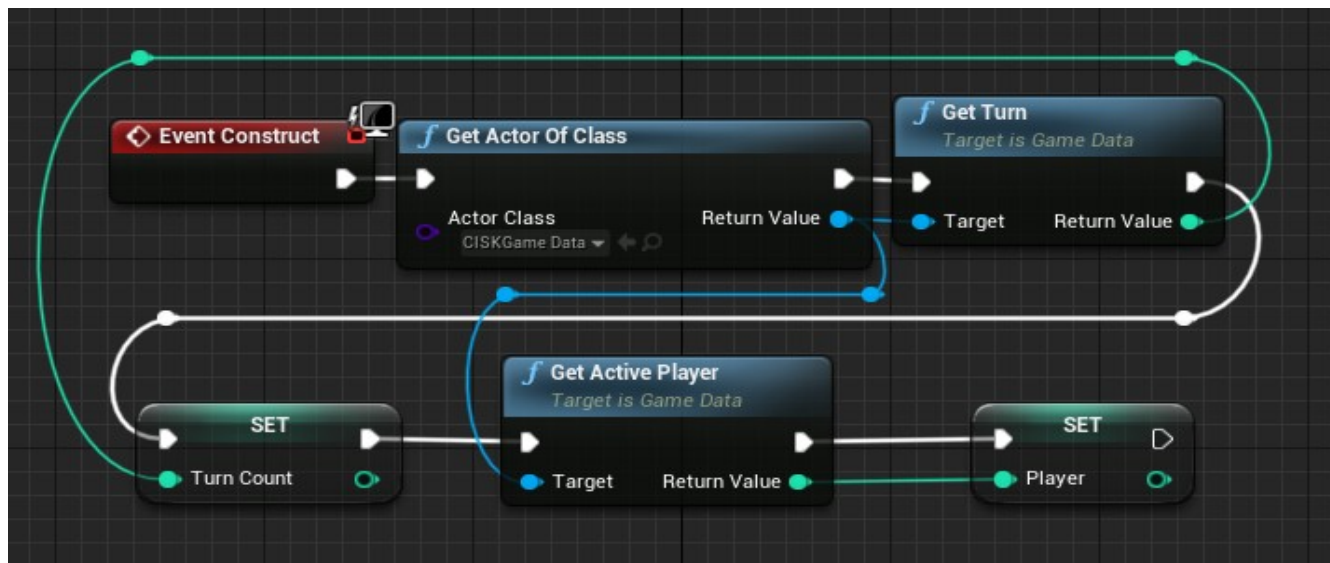 Event Construct
f Get Actor Of Class
Actor Class
CISKGame Data
Return Value
f Get Turn
Target is Game Data
Target
Return Value
SET
Turn Count
f Get Active Player
Target is Game Data
Target
Return Value
SET
Player